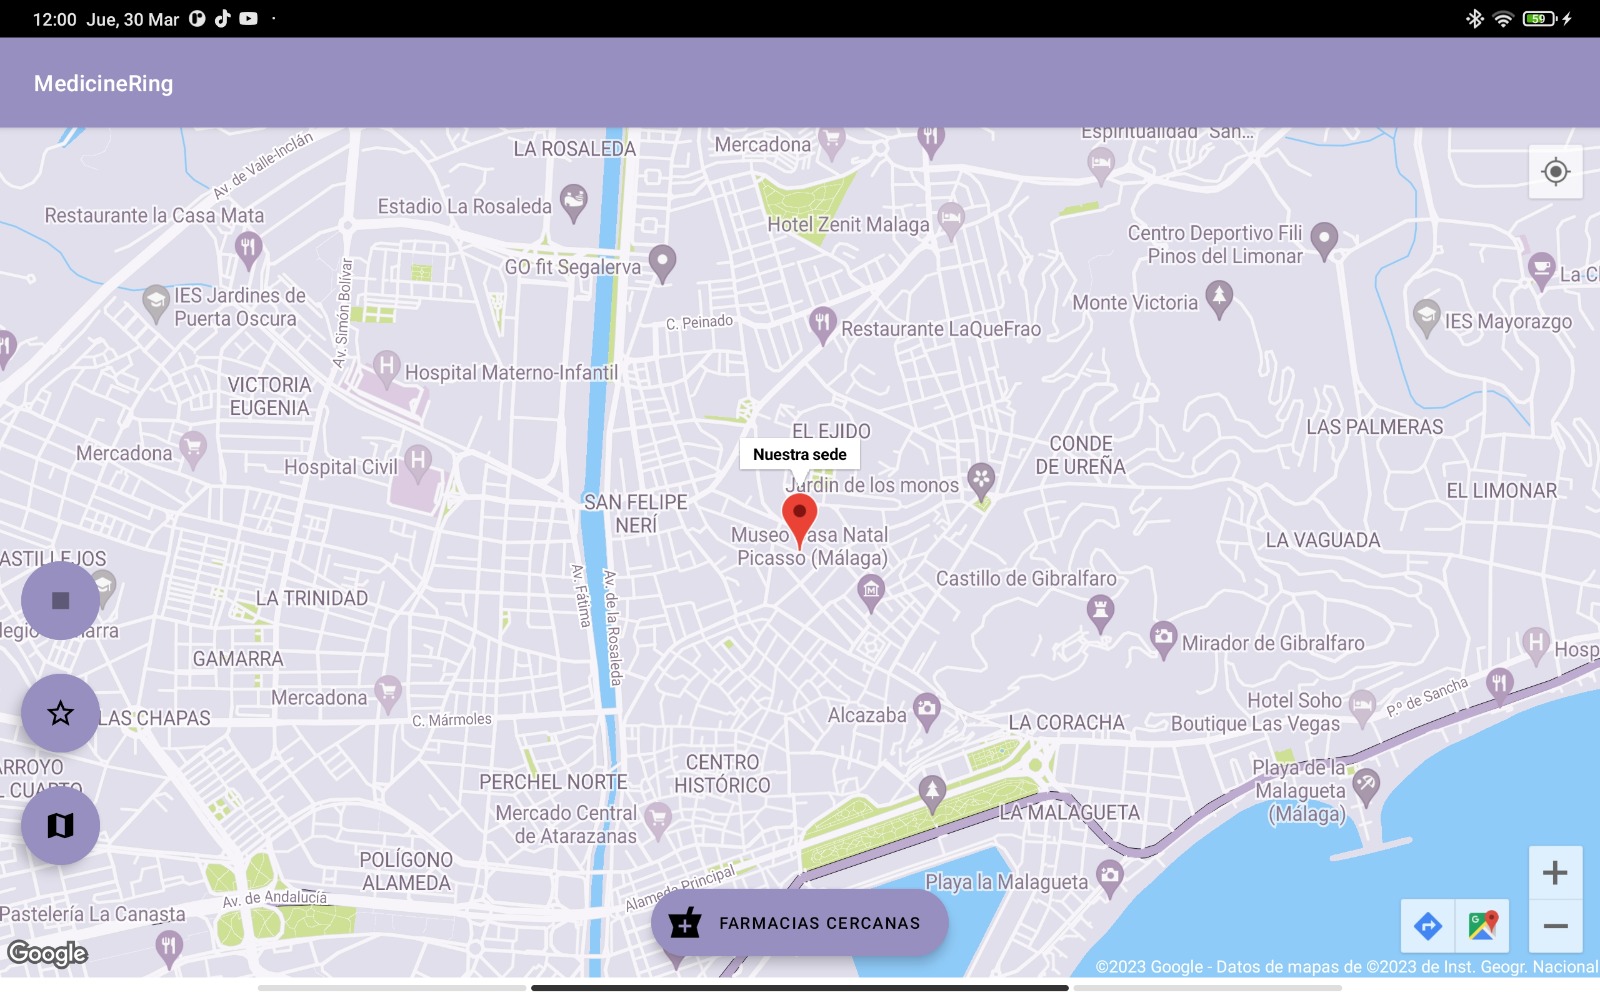 12:00 Jue, 30 Mar
59
MedicineRing
Av. de Valle-Inclán
LA ROSALEDA
Mercadona
Espiritualidad San...
Restaurante la Casa Mata
Estadio La Rosaleda
Hotel Zenit Malaga
Centro Deportivo Fili
Pinos del Limonar
GO fit Segalerva
La C
IES Jardines de
Puerta Oscura
Av. Simón Bolívar
Monte Victoria
C. Peinado
Restaurante LaQueFrao
IES Mayorazgo
Hospital Materno-Infantil
VICTORIA
EUGENIA
EL EJIDO
LAS PALMERAS
Mercadona
Hospital Civil
Nuestra sede
CONDE
DE UREÑA
Jardin de los monos
EL LIMONAR
SAN FELIPE
NERÍ
Museo Casa Natal
Picasso (Málaga)
LA VAGUADA
ASTILLEJOS
Castillo de Gibralfaro
Av. Fátima
Av. de la Rosaleda
LA TRINIDAD
legio
arra
Mirador de Gibralfaro
Hosp
GAMARRA
Mercadona
Hotel Soho
Boutique Las Vegas
P.º de Sancha
LAS CHAPAS
C. Mármoles
Alcazaba
LA CORACHA
ARROYO
L CUARTO
CENTRO
HISTÓRICO
PERCHEL NORTE
Playa de la
Malagueta
(Málaga)
Mercado Central
de Atarazanas
LA MALAGUETA
POLÍGONO
ALAMEDA
Alameda Principal
Playa la Malagueta
Av. de Andalucía
Pastelería La Canasta
FARMACIAS CERCANAS
G
Google
©2023 Google - Datos de mapas de ©2023 de Inst. Geogr. Nacional